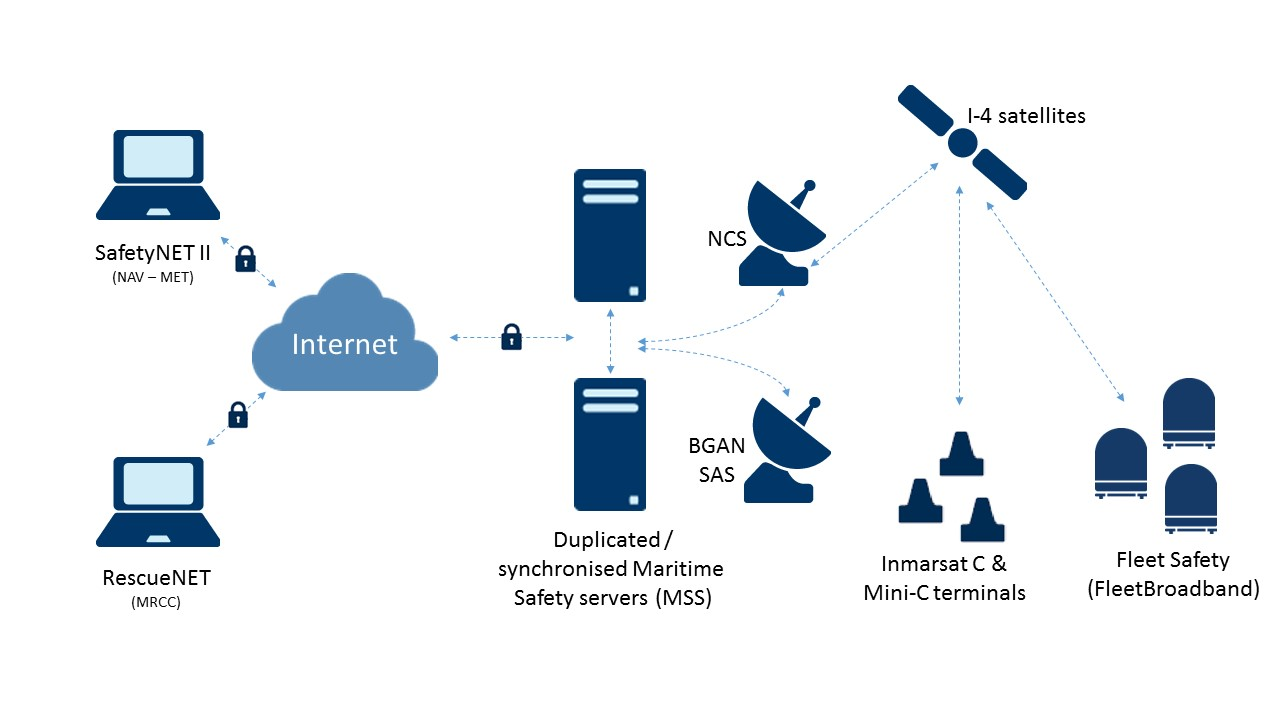 I-4 satellites
SafetyNET II
(NAV – MET)
NCS
Internet
BGAN
SAS
RescueNET
(MRCC)
Duplicated /
synchronised Maritime
Safety servers (MSS)
Inmarsat C &
Mini-C terminals
Fleet Safety
(FleetBroadband)